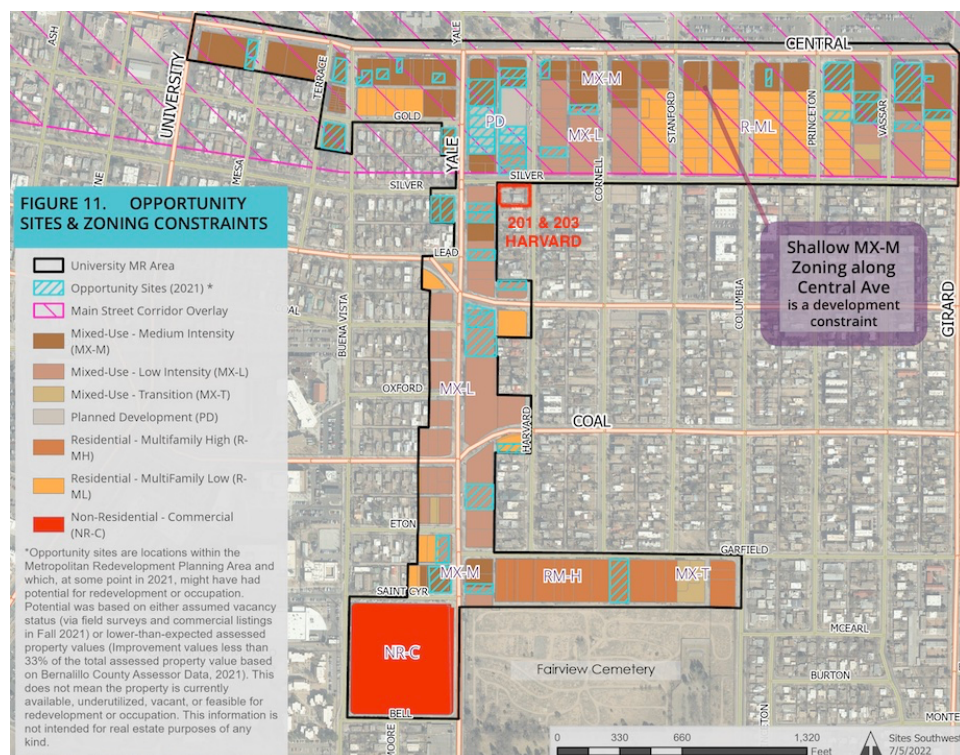 ASH
YALE
CENTRAL
UNIVERSITY
TERRACE
MX-M
GOLD
PD
MX-L
STANFORD
R-ML
PRINCETON
VASSAR
YALE
MESA
SILVER
SILVER
CORNELL
FIGURE 11. OPPORTUNITY
SITES & ZONING CONSTRAINTS
201 & 203
HARVARD
LEAD
University MR Area
Opportunity Sites (2021) *
Main Street Corridor Overlay
Mixed-Use - Medium Intensity
(MX-M)
Mixed-Use - Low Intensity (MX-L)
Mixed-Use - Transition (MX-T)
Planned Development (PD)
Residential - Multifamily High (R-
MH)
Residential - MultiFamily Low (R-
ML)
Non-Residential - Commercial
(NR-C)
*Opportunity sites are locations within the
Metropolitan Redevelopment Planning Area and
which, at some point in 2021, might have had
potential for redevelopment or occupation.
Potential was based on either assumed vacancy
status (via field surveys and commercial listings
in Fall 2021) or lower-than-expected assessed
property values (Improvement values less than
33% of the total assessed property value based
on Bernalillo County Assessor Data, 2021). This
does not mean the property is currently
available, underutilized, vacant, or feasible for
redevelopment or occupation. This information is
not intended for real estate purposes of any
kind.
Shallow MX-M
Zoning along
Central Ave
is a development
constraint
BUENA VISTA
COLUMBIA
GIRARD
OXFORD
MX-L
HARVARD
COAL
ETON
GARFIELD
MX-M
RM-H
MX-T
SAINT CYR
MCEARL
NR-C
Fairview Cemetery
BURTON
BELL
MONTE
0 330 660 1,320
Feet
Sites Southwest
7/5/2022